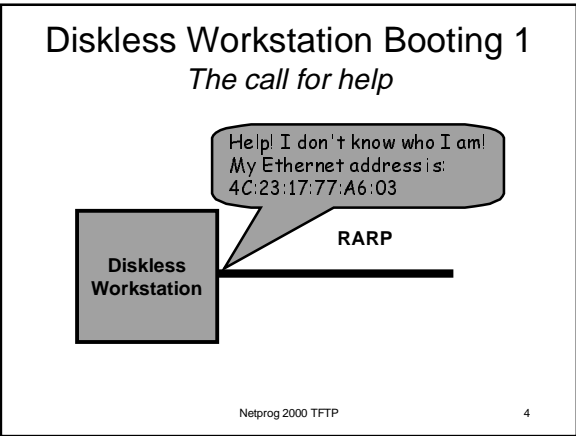 Diskless Workstation Booting 1
The call for help
Help! I don't know who I am!
My Ethernet address is:
4C:23:17:77:A6:03
RARP
Diskless
Workstation
Netprog 2000 TFTP
4